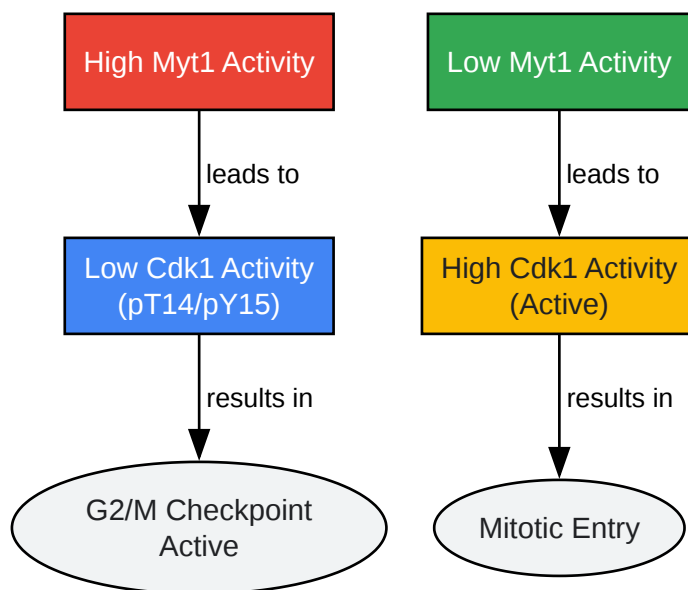 High Myt1 Activity
Low Myt1 Activity
leads to
leads to
Low Cdk1 Activity
(pT14/pY15)
High Cdk1 Activity
(Active)
results in
results in
G2/M Checkpoint
Active
Mitotic Entry